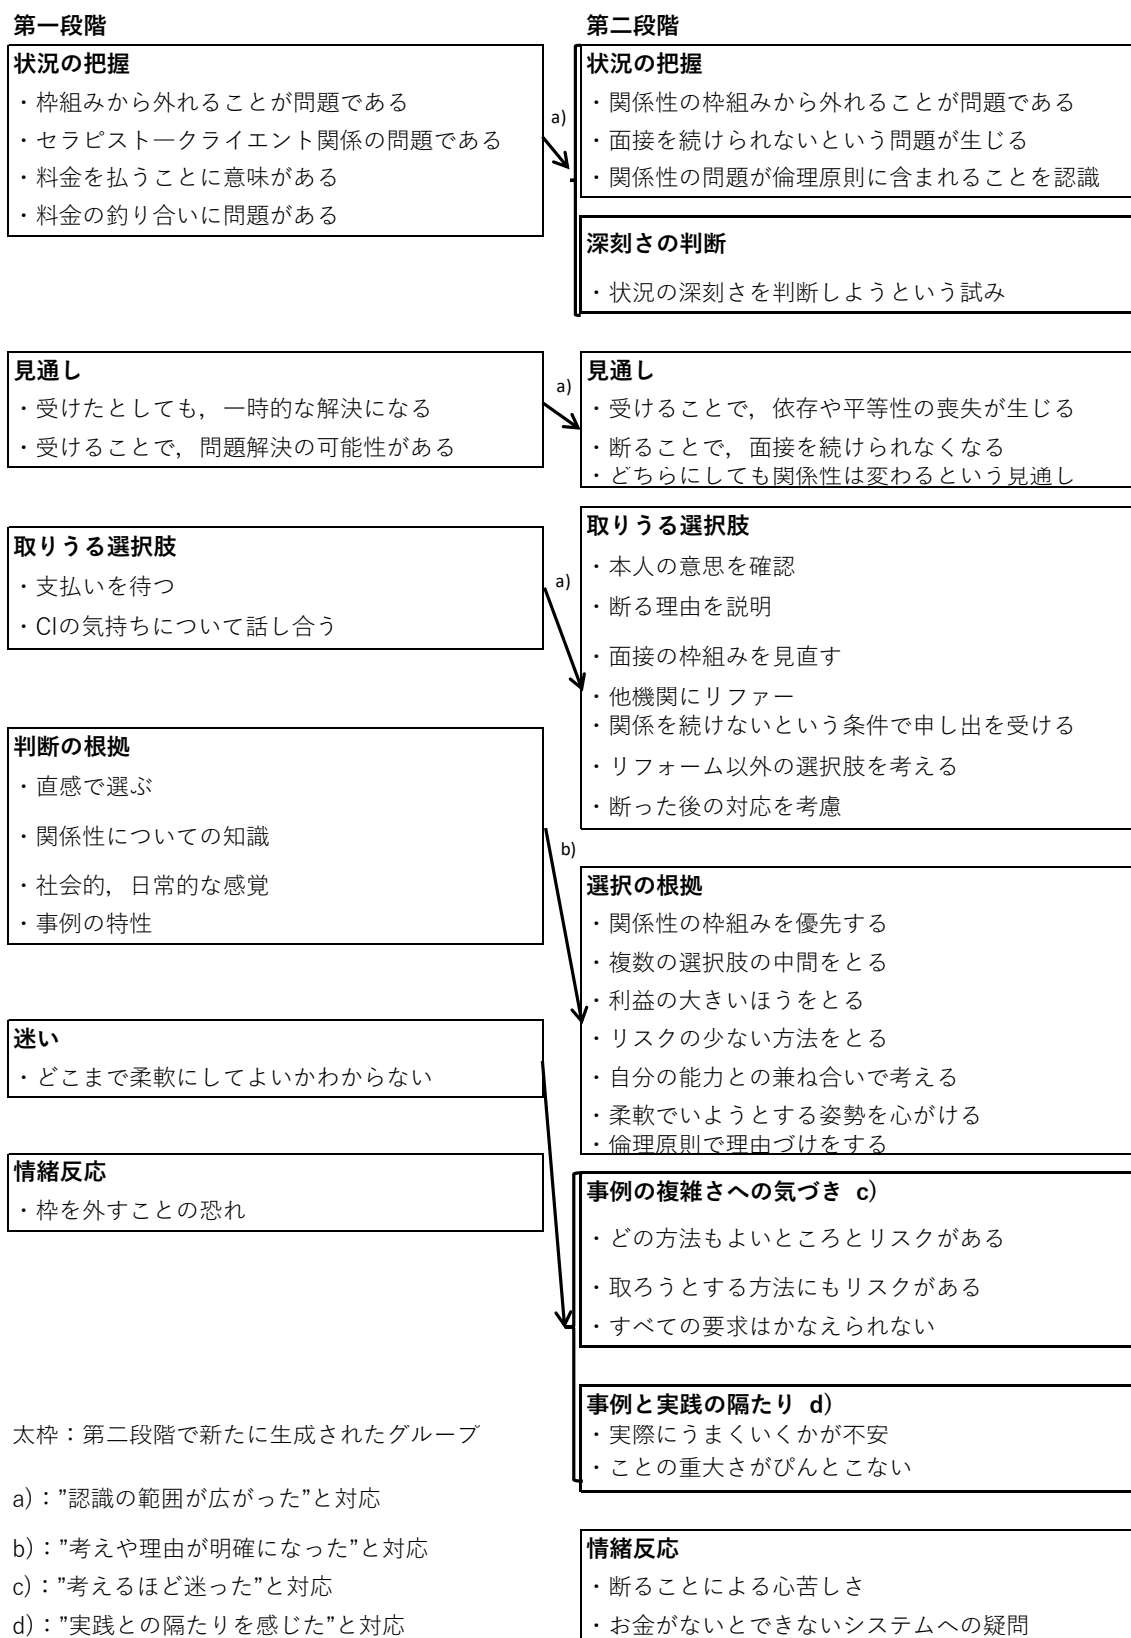 第一段階
状況の把握
・枠組みから外れることが問題である
・セラピスト―クライエント関係の問題である
・料金を払うことに意味がある
・料金の釣り合いに問題がある
a)
第二段階
状況の把握
・関係性の枠組みから外れることが問題である
・面接を続けられないという問題が生じる
・関係性の問題が倫理原則に含まれることを認識
深刻さの判断
・状況の深刻さを判断しようという試み
見通し
・受けたとしても，一時的な解決になる
・受けることで，問題解決の可能性がある
a)
見通し
・受けることで，依存や平等性の喪失が生じる
・断ることで，面接を続けられなくなる
・どちらにしても関係性は変わるという見通し
取りうる選択肢
・支払いを待つ
・Clの気持ちについて話し合う
a)
取りうる選択肢
・本人の意思を確認
・断る理由を説明
・面接の枠組みを見直す
・他機関にリファー
・関係を続けないという条件で申し出を受ける
・リフォーム以外の選択肢を考える
・断った後の対応を考慮
判断の根拠
・直感で選ぶ
・関係性についての知識
・社会的，日常的な感覚
・事例の特性
b)
選択の根拠
・関係性の枠組みを優先する
・複数の選択肢の中間をとる
・利益の大きいほうをとる
・リスクの少ない方法をとる
・自分の能力との兼ね合いで考える
・柔軟でいようとする姿勢を心がける
・倫理原則で理由づけをする
迷い
・どこまで柔軟にしてよいかわからない
情緒反応
・枠を外すことの恐れ
事例の複雑さへの気づき c)
・どの方法もよいところとリスクがある
・取ろうとする方法にもリスクがある
・すべての要求はかなえられない
事例と実践の隔たり d)
・実際にうまくいくかが不安
・ことの重大さがぴんとこない
情緒反応
・断ることによる心苦しさ
・お金がないとできないシステムへの疑問
太枠：第二段階で新たに生成されたグループ
a)：”認識の範囲が広がった”と対応
b)：”考えや理由が明確になった”と対応
c)：”考えるほど迷った”と対応
d)：”実践との隔たりを感じた”と対応